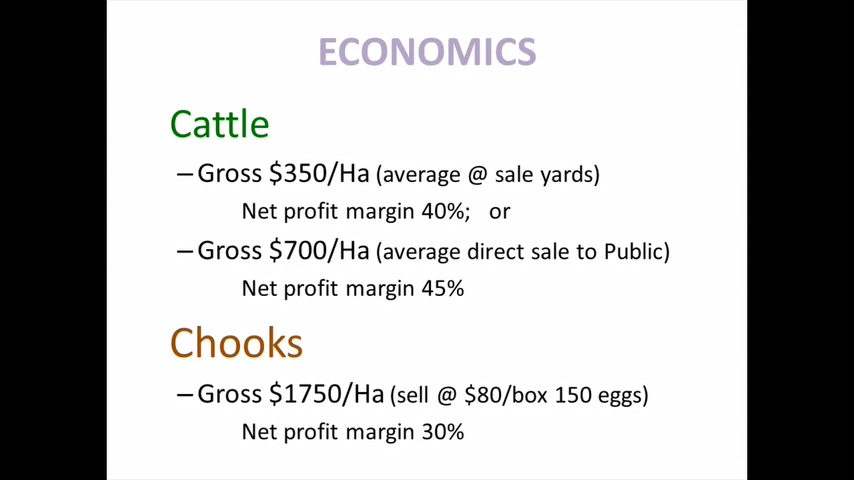 ECONOMICS
Cattle
–Gross $350/Ha (average @ sale yards)
Net profit margin 40%; or
–Gross $700/Ha (average direct sale to Public)
Net profit margin 45%
Chooks
–Gross $1750/Ha (sell @ $80/box 150 eggs)
Net profit margin 30%